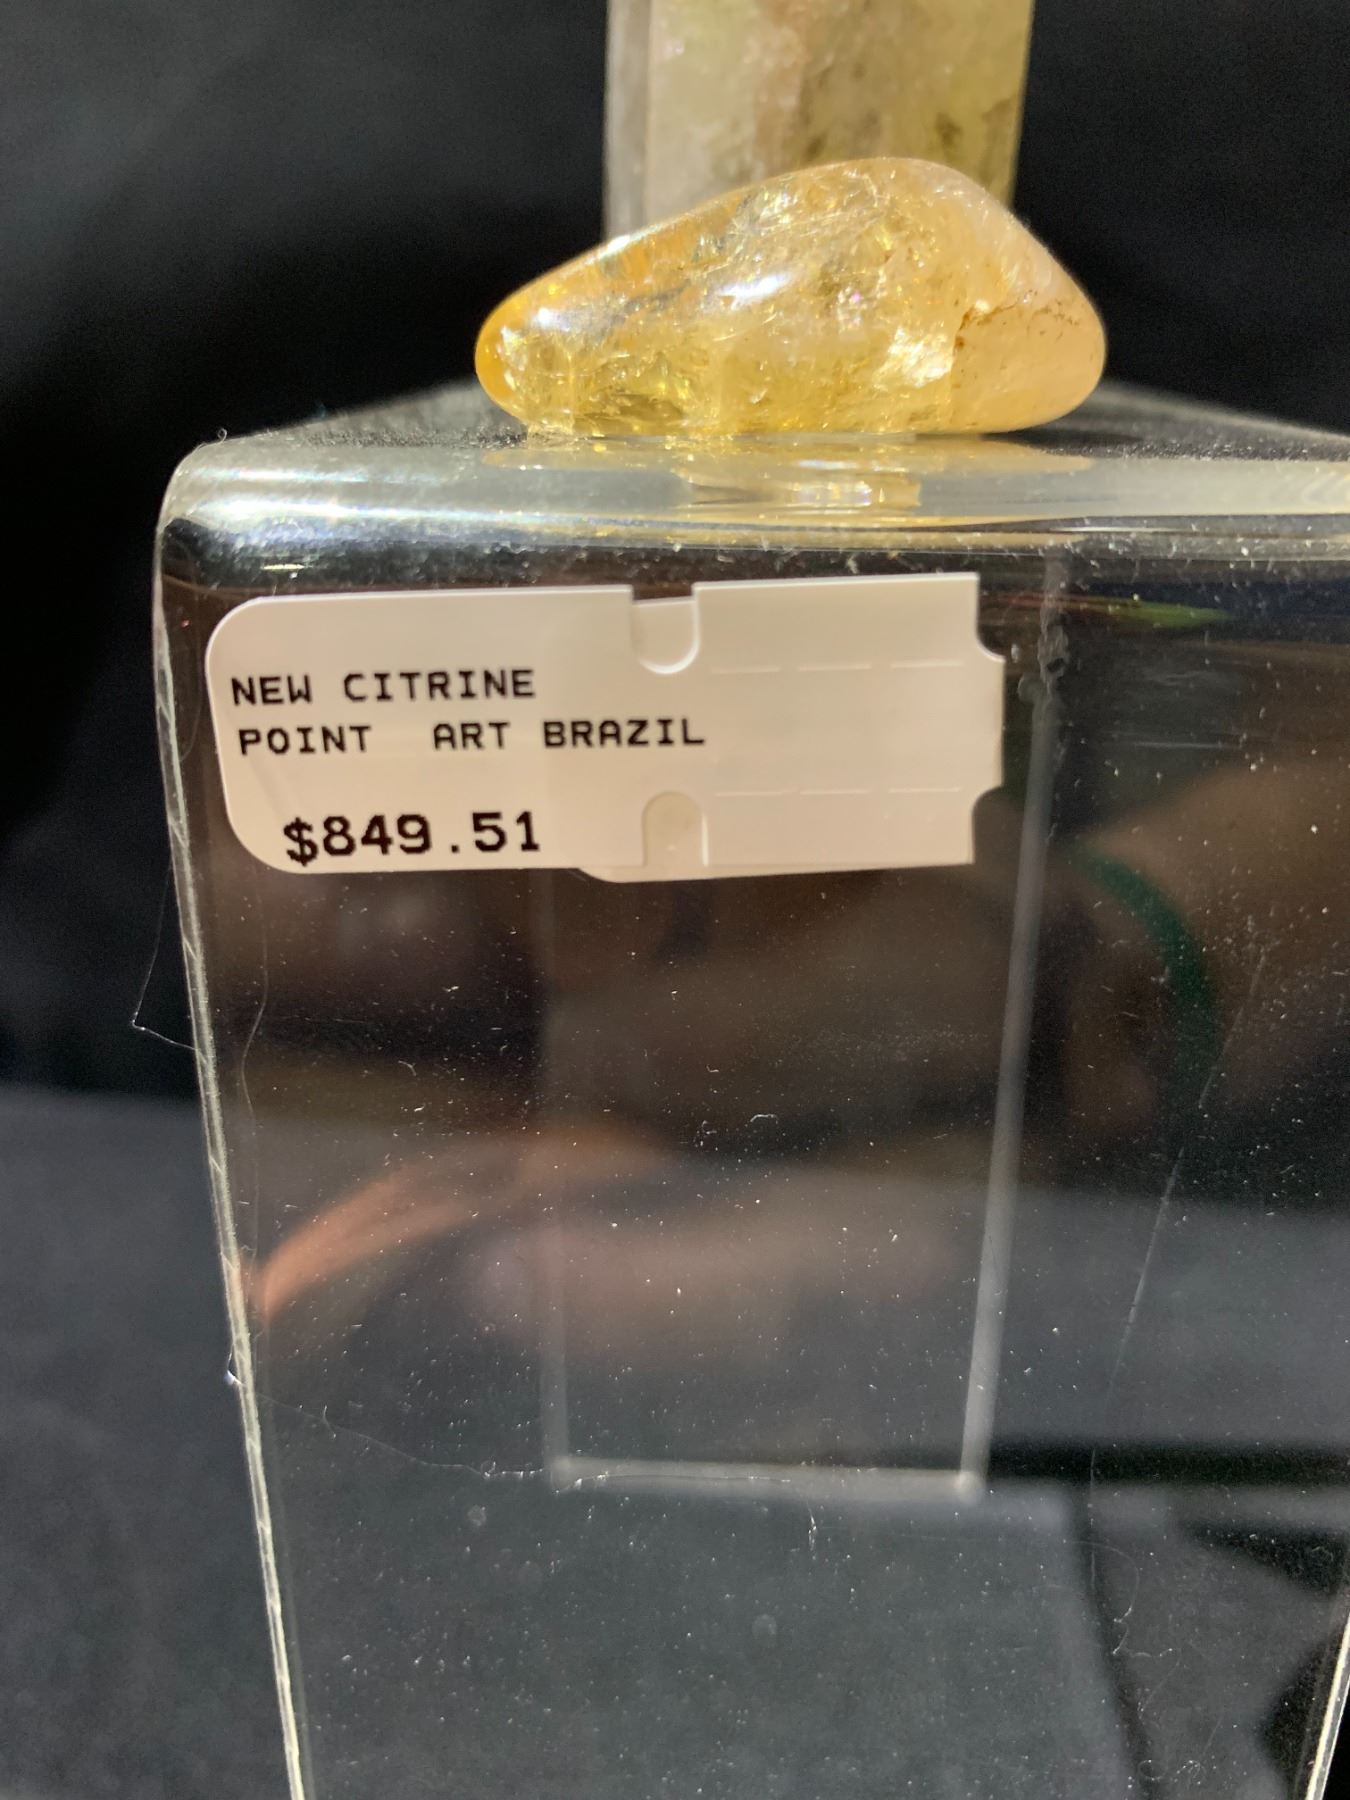 NEW CITRINE
POINT ART BRAZIL
$849.51